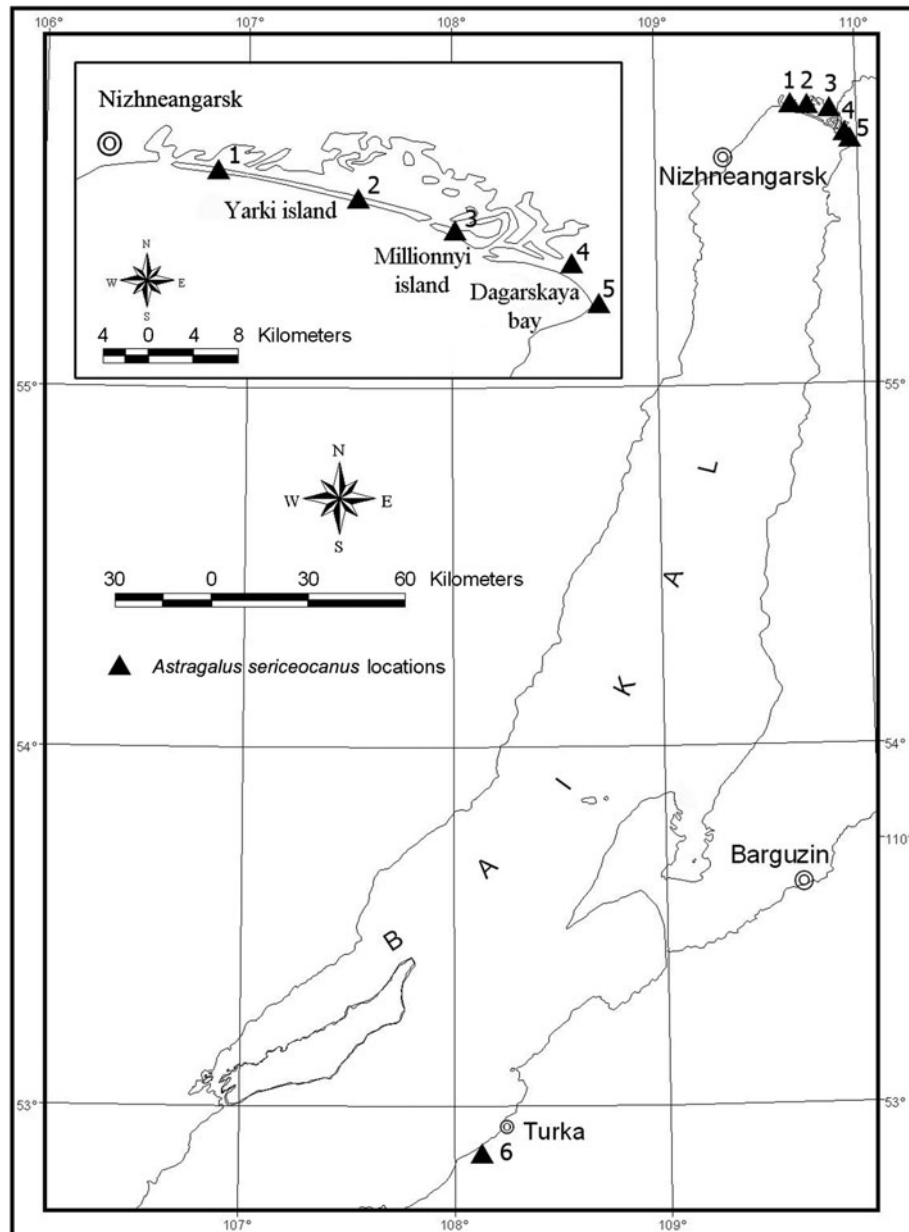 106° 107° 108° 109° 110°
Nizhneangarsk
1
2
Yarki island
3
Millionnyi
island
4
Dagarskaya
bay
5
N
W E
S
4 0 4 8 Kilometers
1 2 3
4
5
Nizhneangarsk
55° 55°
N
W E
S
30 0 30 60 Kilometers
Astragalus sericeocanus locations
54° 54°
B A I K A L
110°
Barguzin
53° 53°
Turka
6
107° 108° 109°